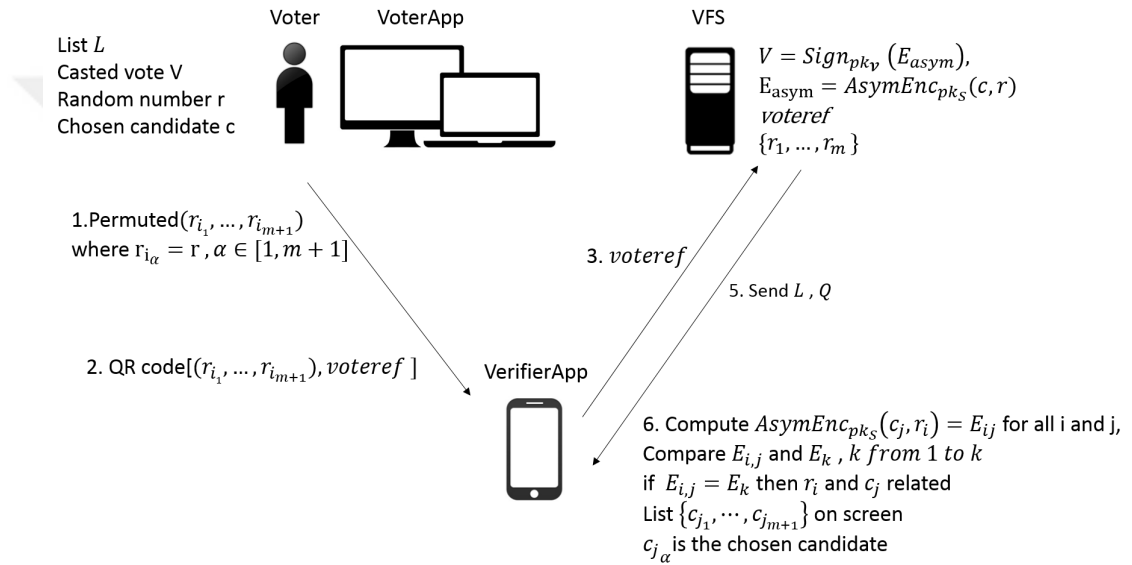 Voter
VoterApp
VFS
List L
Casted vote V
Random number r
Chosen candidate c
V = Sign_{pk_v} (E_{asym}),
E_{asym} = AsymEnc_{pk_S}(c, r)
voteref
{r_1, … , r_m }
1.Permuted(r_{i_1}, … , r_{i_{m+1}})
where r_{i_α} = r , α ∈ [1, m + 1]
3. voteref
5. Send L , Q
2. QR code[(r_{i_1}, … , r_{i_{m+1}}), voteref ]
VerifierApp
6. Compute AsymEnc_{pk_S}(c_j, r_i) = E_{ij} for all i and j,
Compare E_{i,j} and E_k , k from 1 to k
if E_{i,j} = E_k then r_i and c_j related
List {c_{j_1}, ⋯ , c_{j_{m+1}}} on screen
c_{j_α} is the chosen candidate